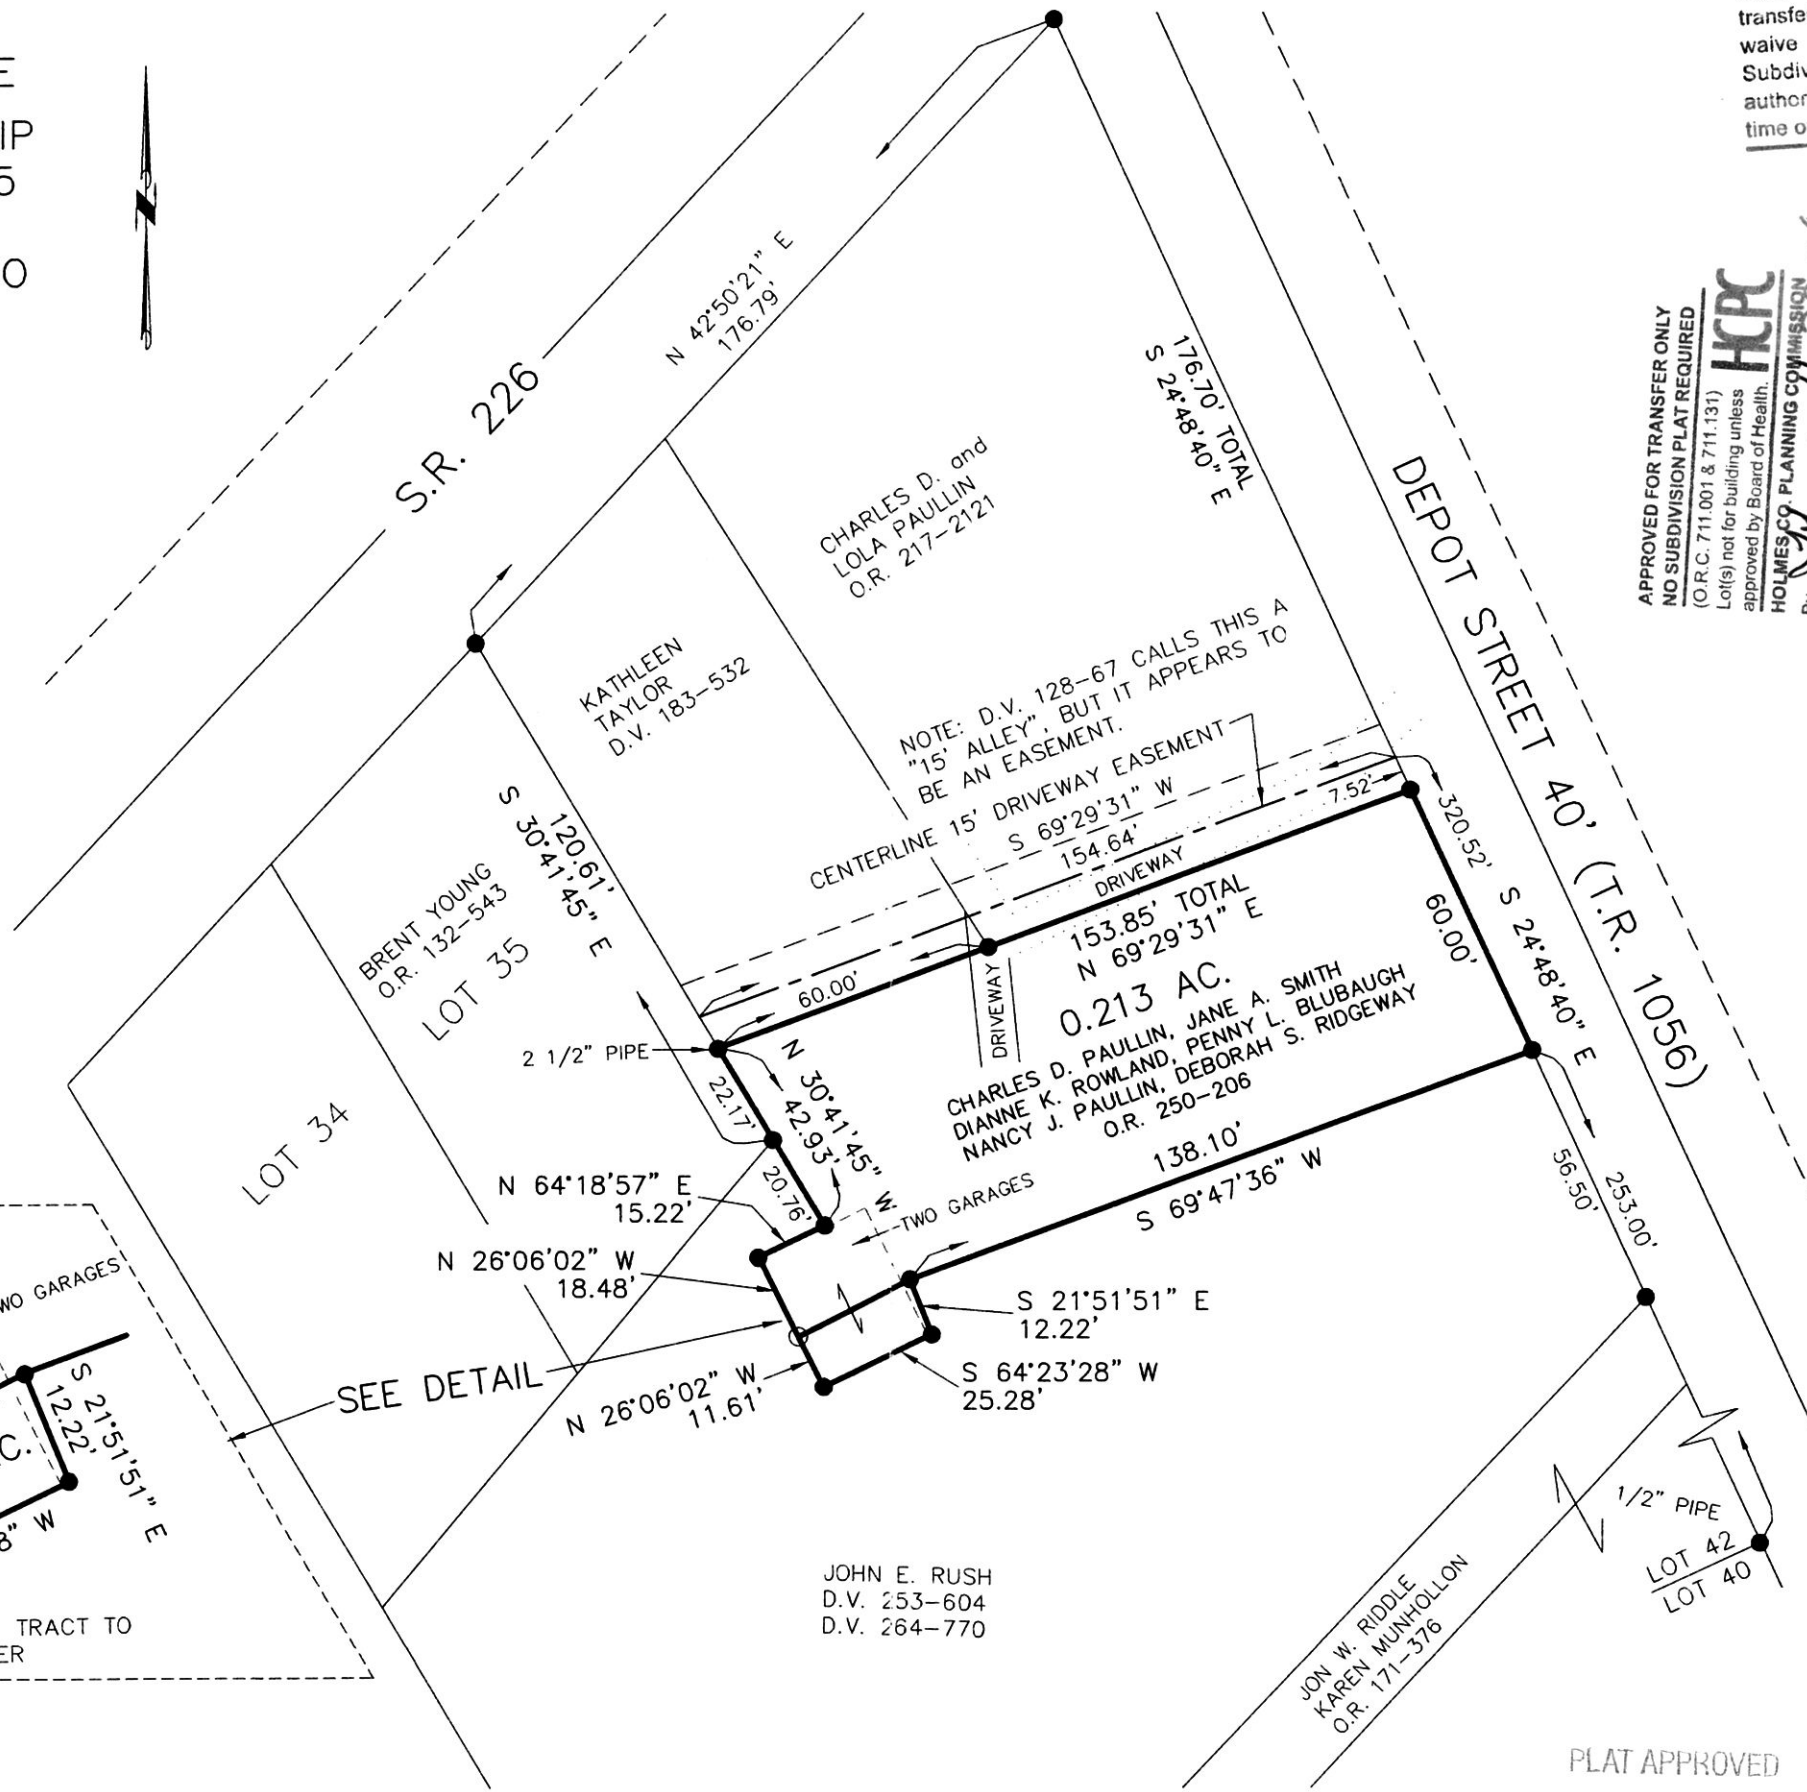 E
IP
5
O
transfe
waive
Subdiv
author
time o
APPROVED FOR TRANSFER ONLY
NO SUBDIVISION PLAT REQUIRED
(O.R.C. 711.001 & 711.131)
Lot(s) not for building unless
approved by Board of Health.
HCPC
HOLMES CO. PLANNING COMMISSION
S.R. 226
N 42°50'21" E
176.79'
176.70' TOTAL
S 24°48'40" E
CHARLES D. and
LOLA PAULLIN
O.R. 217-2121
KATHLEEN
TAYLOR
D.V. 183-532
DEPOT STREET 40' (T.R. 1056)
NOTE: D.V. 128-67 CALLS THIS A
"15' ALLEY", BUT IT APPEARS TO
BE AN EASEMENT.
CENTERLINE 15' DRIVEWAY EASEMENT
S 69°29'31" W
154.64'
7.52'
DRIVEWAY
120.61'
S 30°41'45" E
BRENT YOUNG
O.R. 132-543
LOT 35
60.00'
153.85' TOTAL
N 69°29'31" E
0.213 AC.
CHARLES D. PAULLIN, JANE A. SMITH
DIANNE K. ROWLAND, PENNY L. BLUBAUGH
NANCY J. PAULLIN, DEBORAH S. RIDGEWAY
O.R. 250-206
DRIVEWAY
320.52'
S 24°48'40" E
60.00'
2 1/2" PIPE
22.17'
N 30°41'45" W
42.93'
20.76'
LOT 34
138.10'
S 69°47'36" W
56.50'
253.00'
N 64°18'57" E
15.22'
TWO GARAGES
N 26°06'02" W
18.48'
S 21°51'51" E
12.22'
SEE DETAIL
N 26°06'02" W
11.61'
S 64°23'28" W
25.28'
WO GARAGES
S 21°51'51" E
12.22'
C.
8" W
TRACT TO
ER
JOHN E. RUSH
D.V. 253-604
D.V. 264-770
1/2" PIPE
LOT 42
LOT 40
JON W. RIDDLE
KAREN MUNHOLLON
O.R. 171-376
PLAT APPROVED